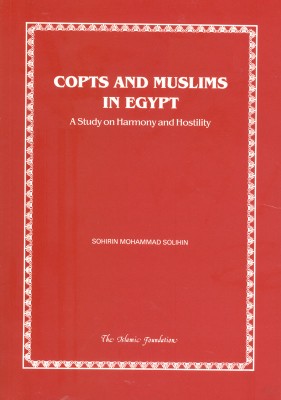 COPTS AND MUSLIMS
IN EGYPT
A Study on Harmony and Hostility
SOHIRIN MOHAMMAD SOLIHIN
The Islamic Foundation